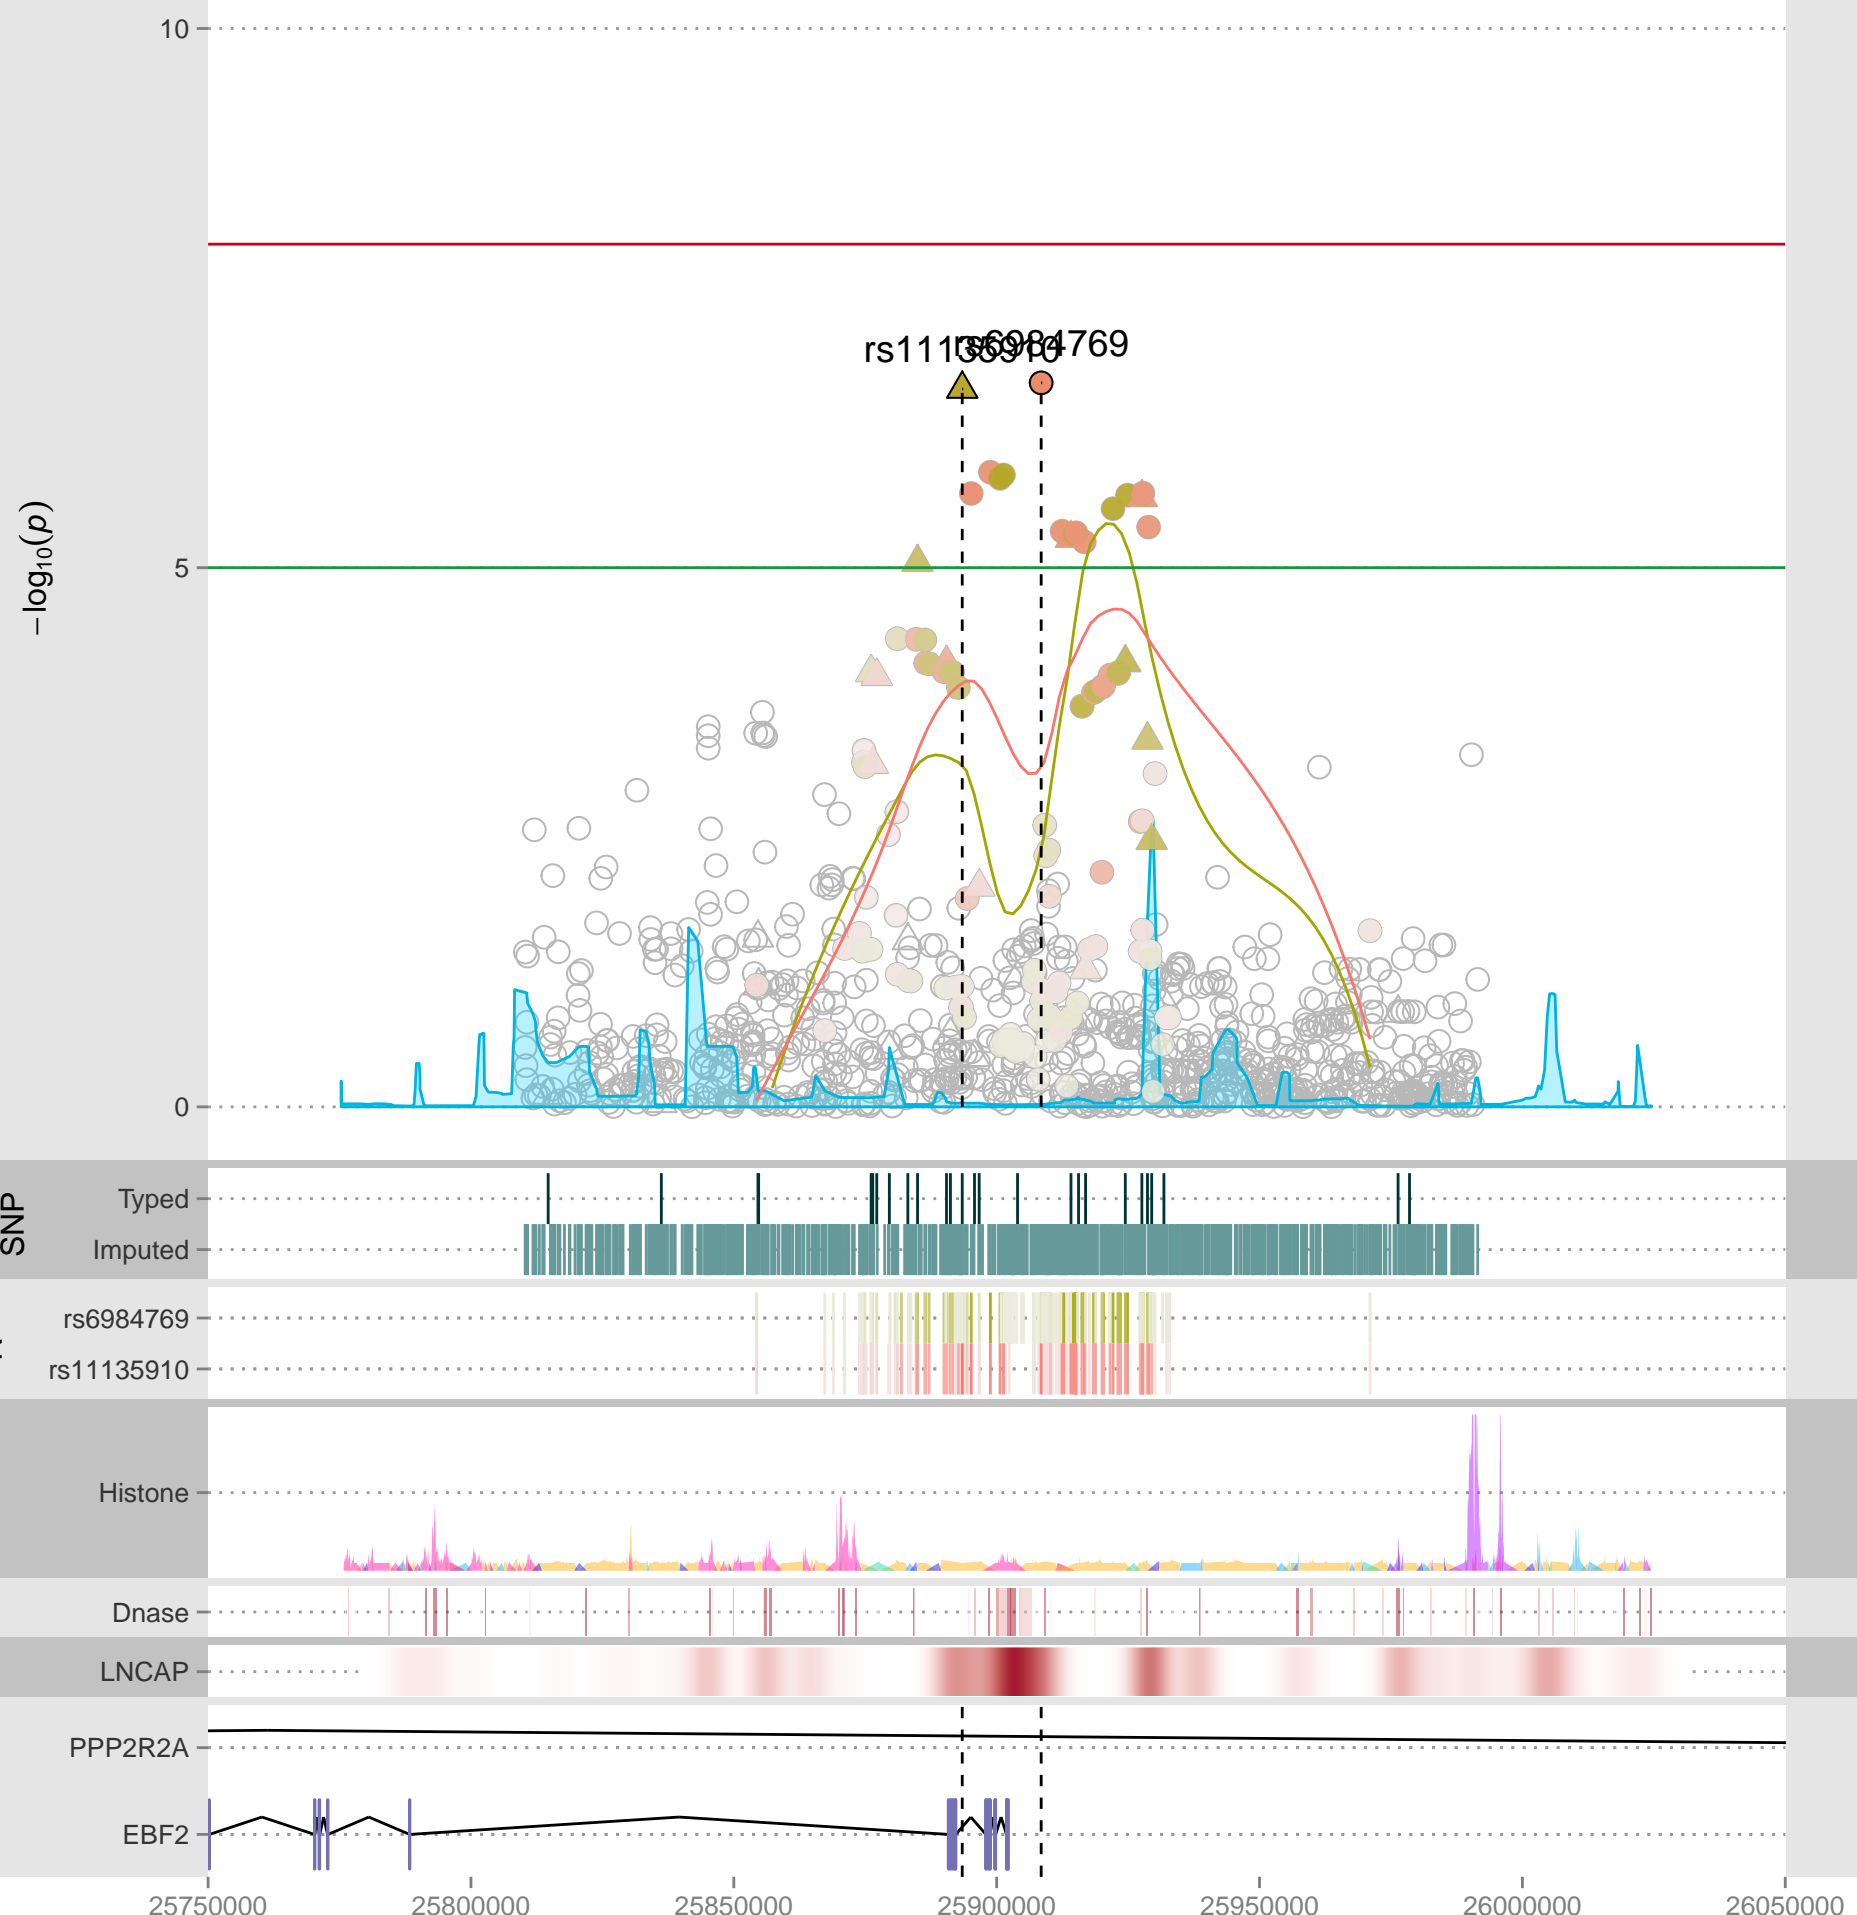 10
rs11135910
rs6984769
−log10(p)
5
0
SNP
Typed
Imputed
rs6984769
rs11135910
Histone
Dnase
LNCAP
PPP2R2A
EBF2
25750000 25800000 25850000 25900000 25950000 26000000 26050000